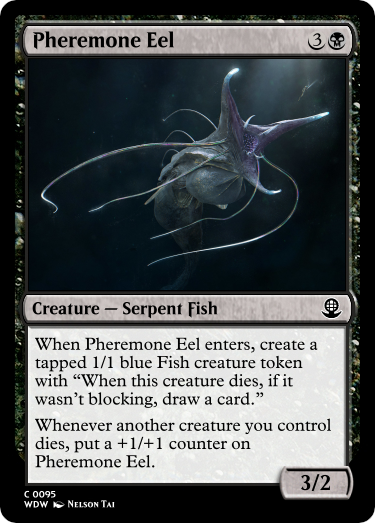 Pheremone Eel 3
Creature — Serpent Fish
When Pheremone Eel enters, create a
tapped 1/1 blue Fish creature token
with “When this creature dies, if it
wasn’t blocking, draw a card.”
Whenever another creature you control
dies, put a +1/+1 counter on
Pheremone Eel.
3/2
C 0095
WDW Nelson Tai